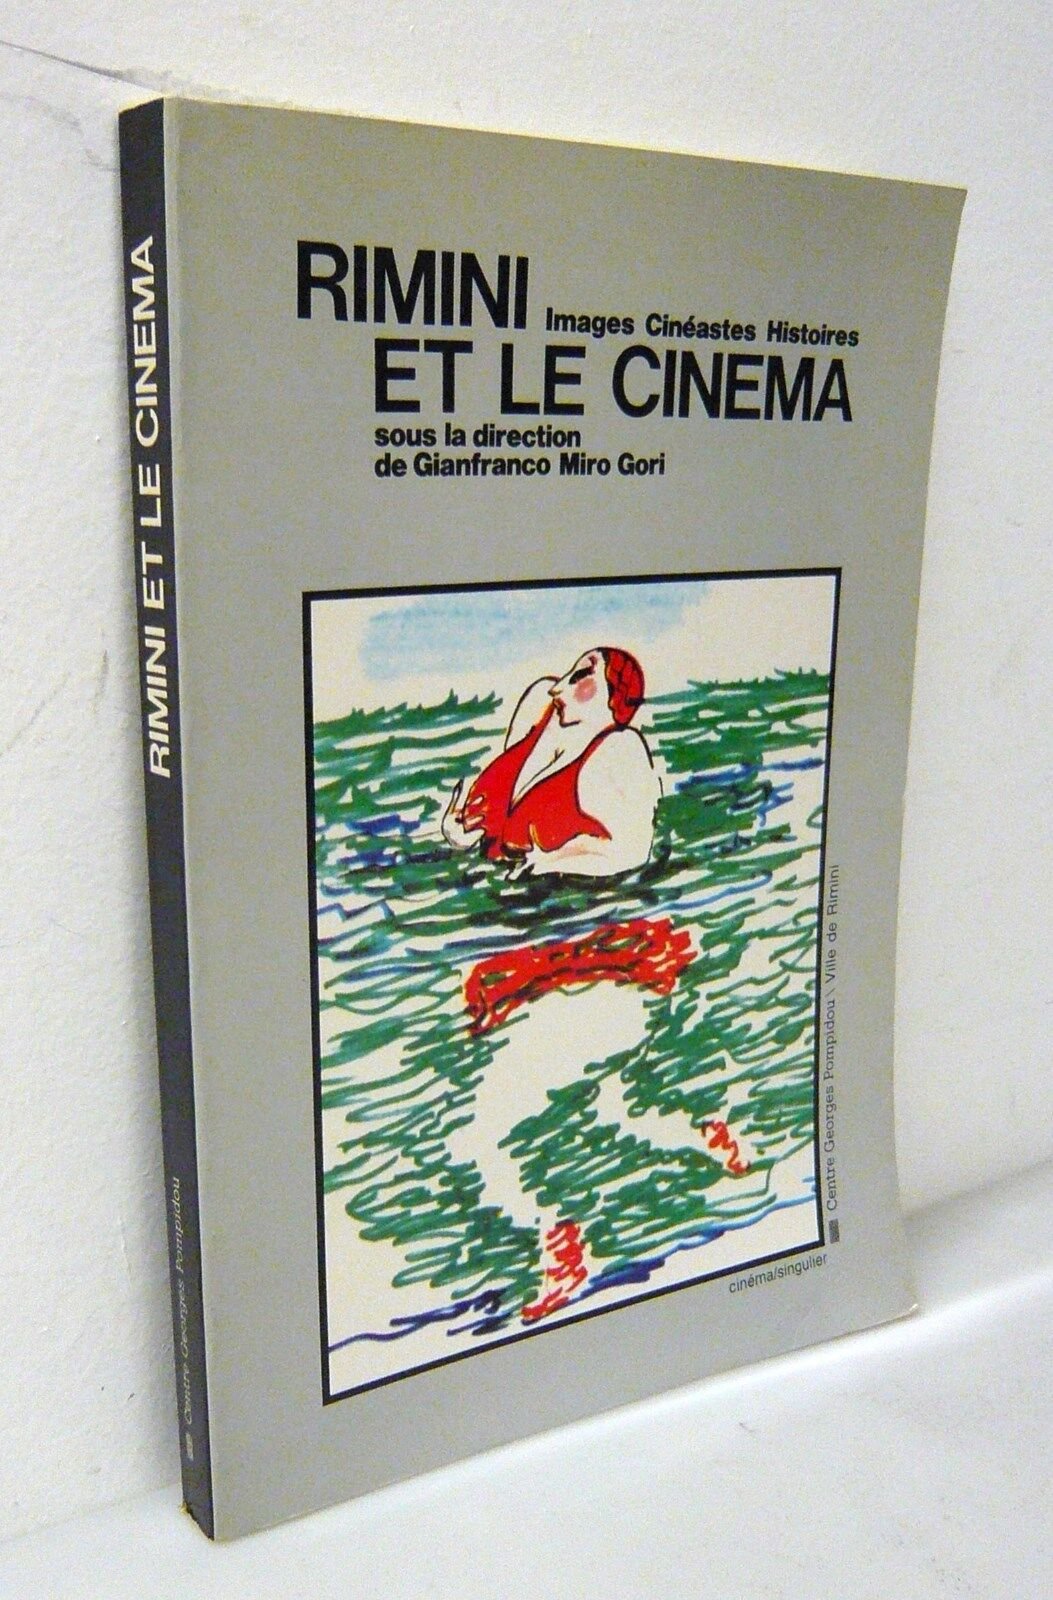 RIMINI Images Cinéastes Histoires
ET LE CINEMA
sous la direction
de Gianfranco Miro Gori
Centre Georges Pompidou \ Ville de Rimini
cinéma/singulier
RIMINI ET LE CINEMA
Centre Georges Pompidou